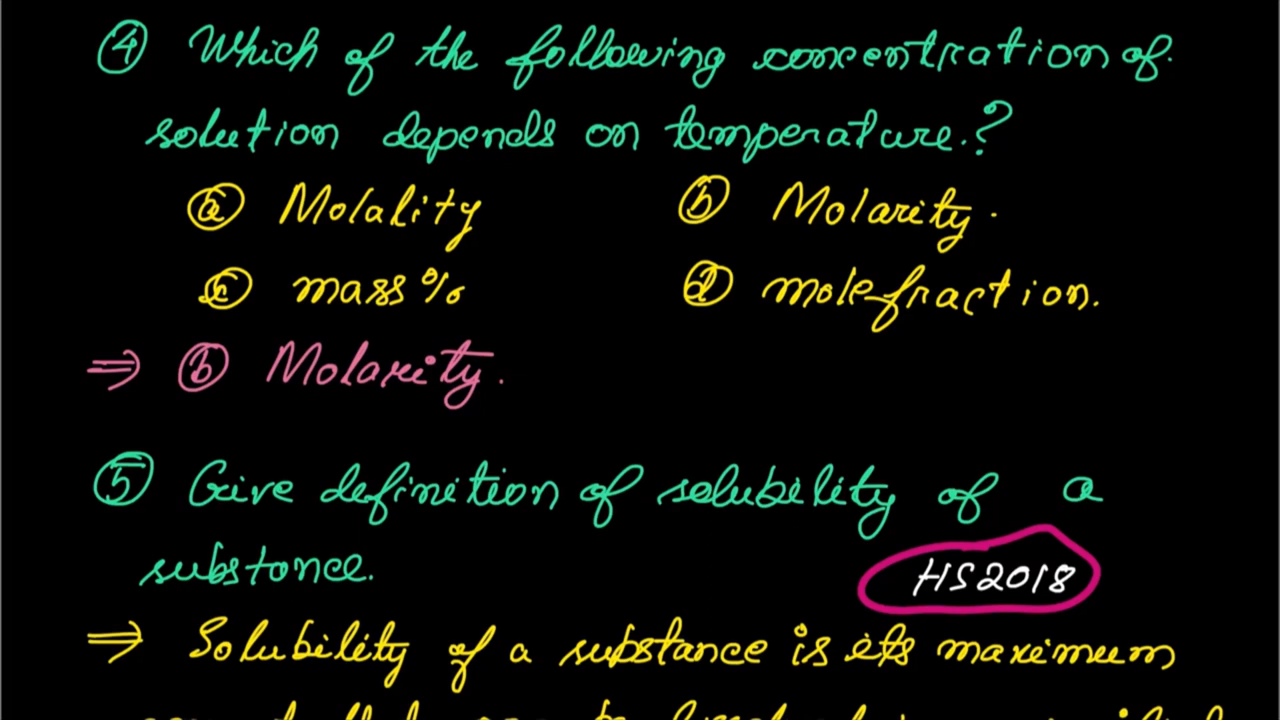 ④ Which of the following concentration of.
solution depends on temperature.?
ⓐ Molality ⓑ Molarity.
ⓒ mass% ⓓ mole fraction.
⇒ ⓑ Molarity.
⑤ Give definition of solubility of a
substance.
HS2018
⇒ Solubility of a substance is its maximum